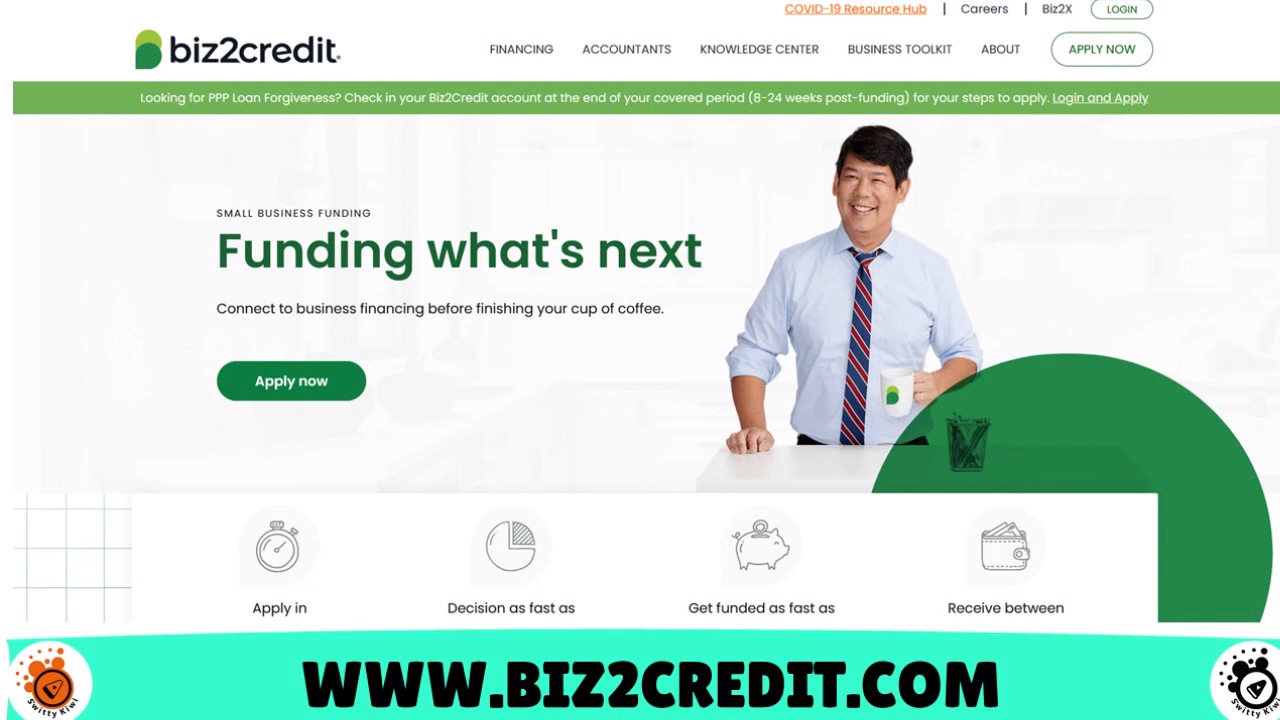 COVID-19 Resource Hub | Careers | Biz2X LOGIN
biz2credit.
FINANCING ACCOUNTANTS KNOWLEDGE CENTER BUSINESS TOOLKIT ABOUT APPLY NOW
Looking for PPP Loan Forgiveness? Check in your Biz2Credit account at the end of your covered period (8-24 weeks post-funding) for your steps to apply. Login and Apply
SMALL BUSINESS FUNDING
Funding what's next
Connect to business financing before finishing your cup of coffee.
Apply now
Apply in Decision as fast as Get funded as fast as Receive between
WWW.BIZ2CREDIT.COM
Switty Kiwi
Switty Kiwi